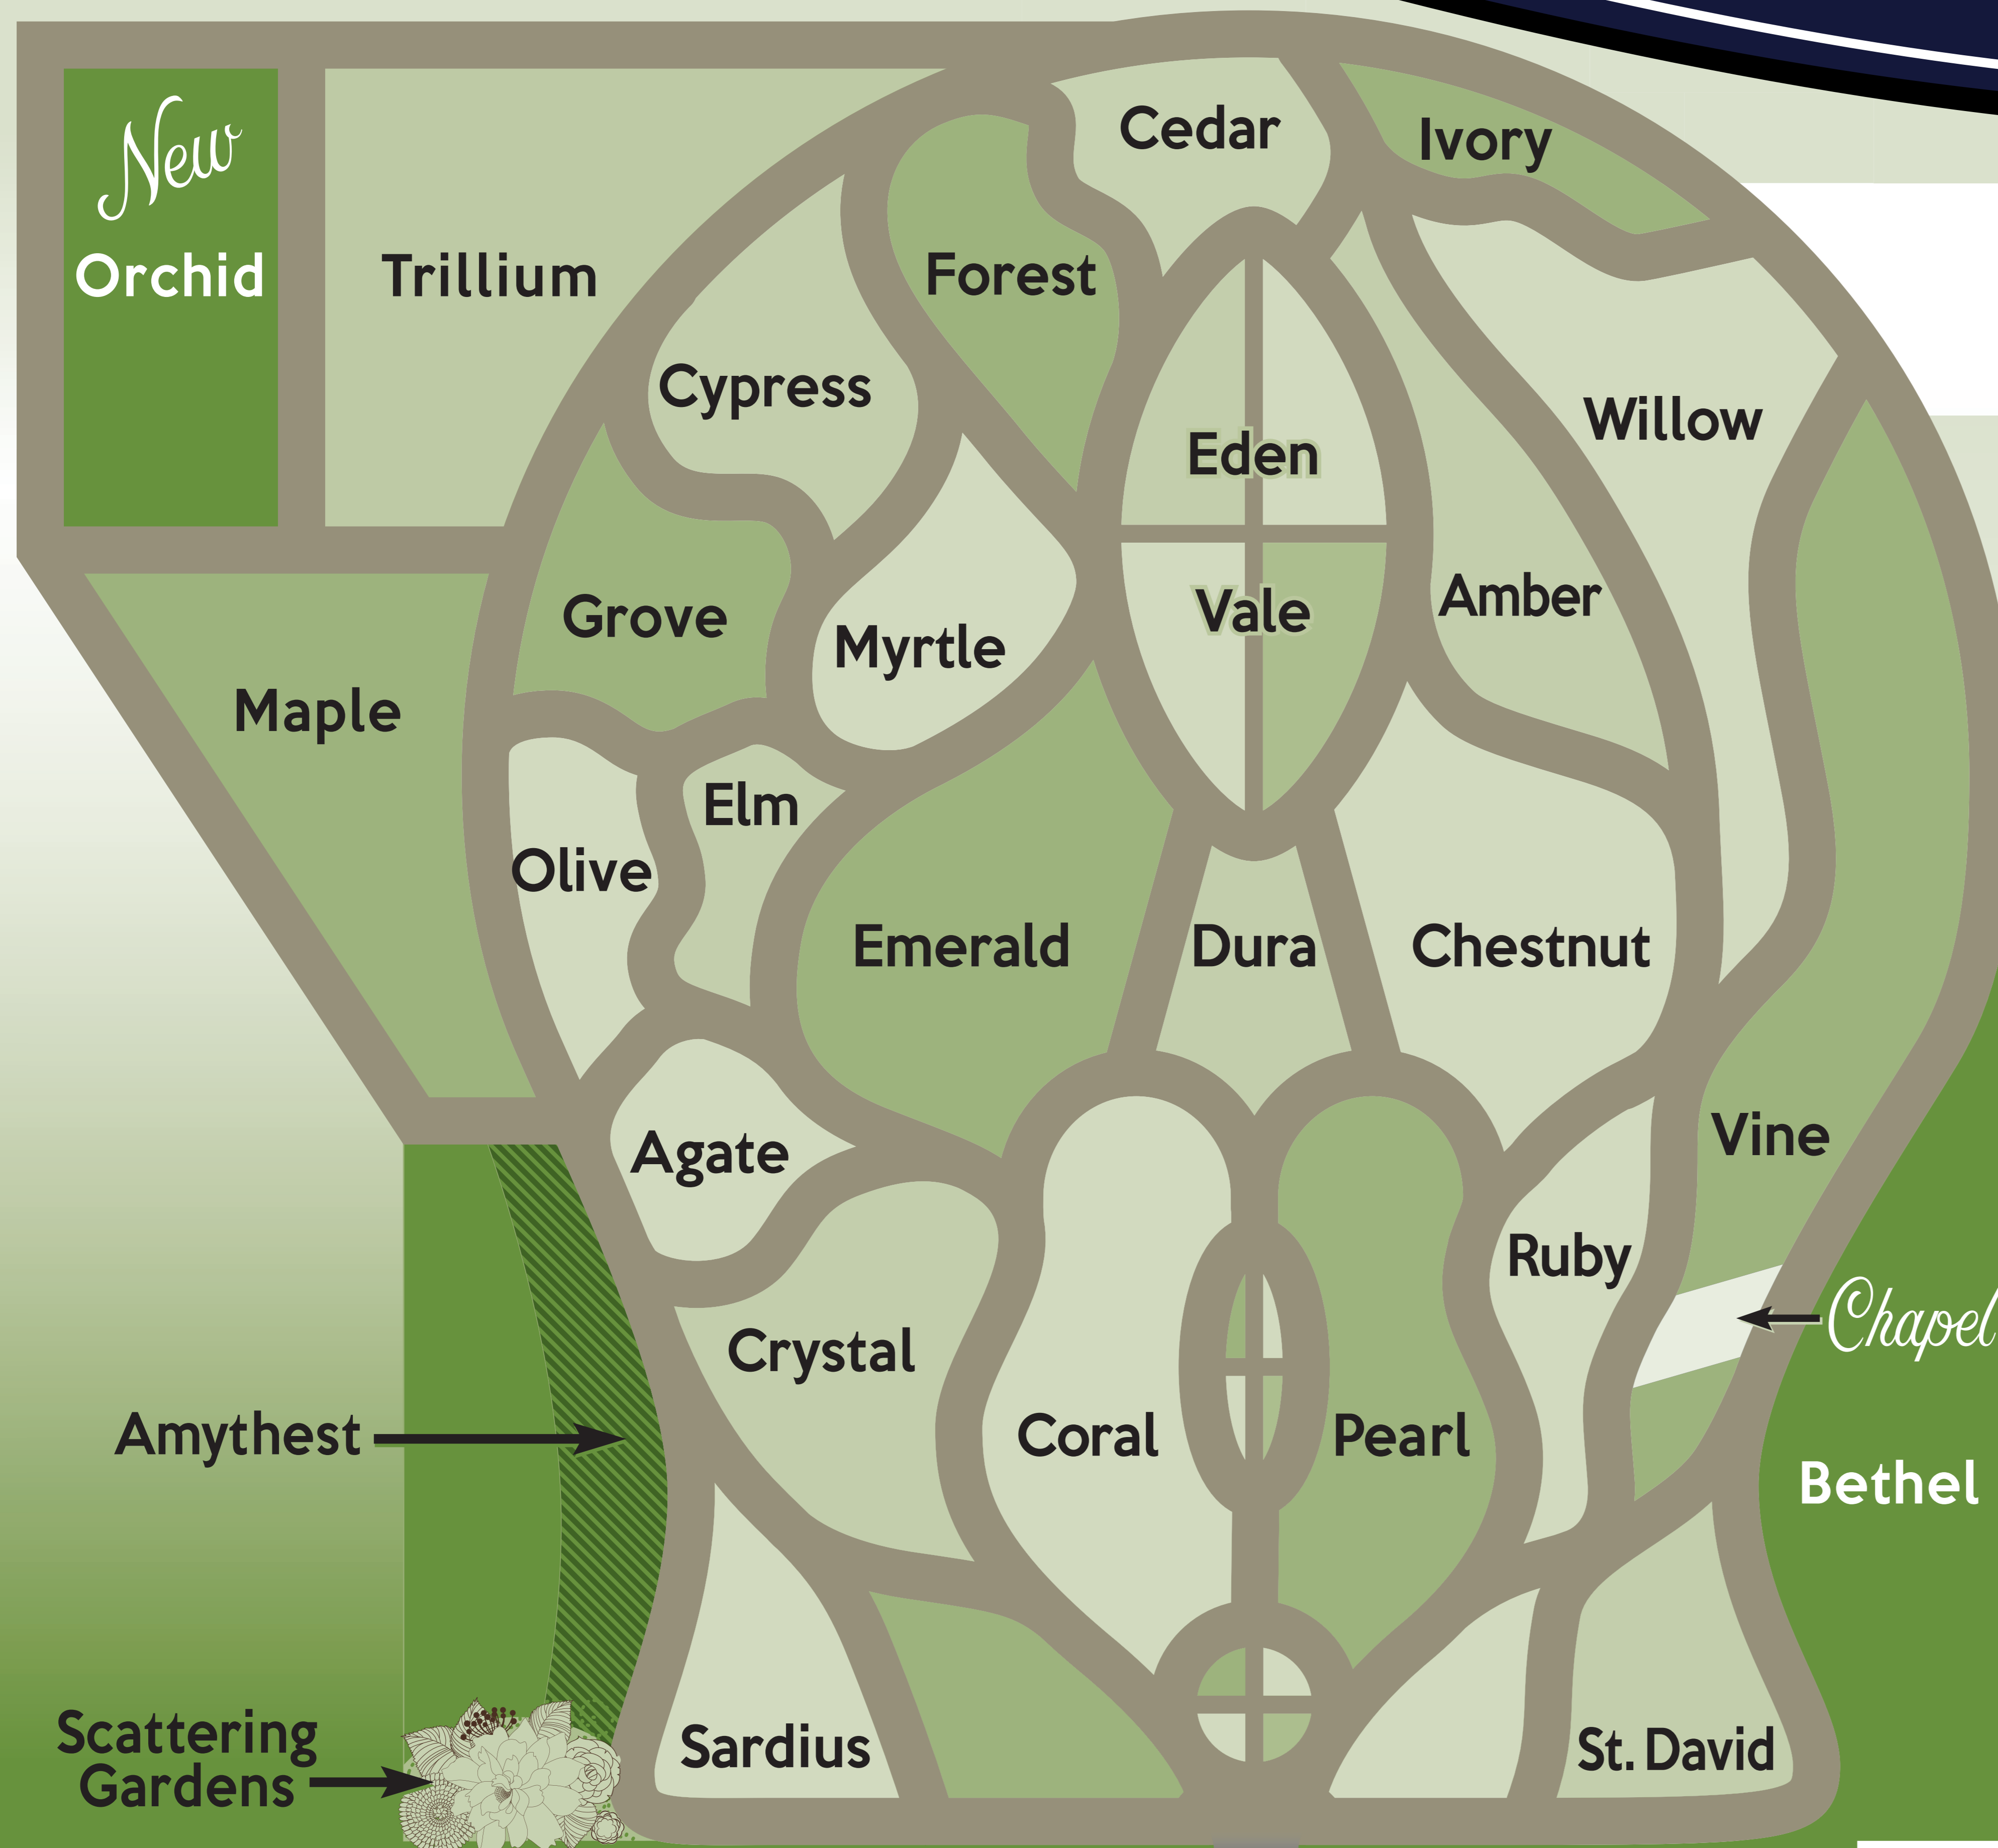 New
Orchid
Trillium
Cedar
Ivory
Forest
Cypress
Willow
Eden
Vale
Amber
Grove
Myrtle
Maple
Elm
Olive
Emerald
Dura
Chestnut
Agate
Vine
Ruby
Chapel
Crystal
Amythest
Coral
Pearl
Bethel
Scattering
Gardens
Sardius
St. David